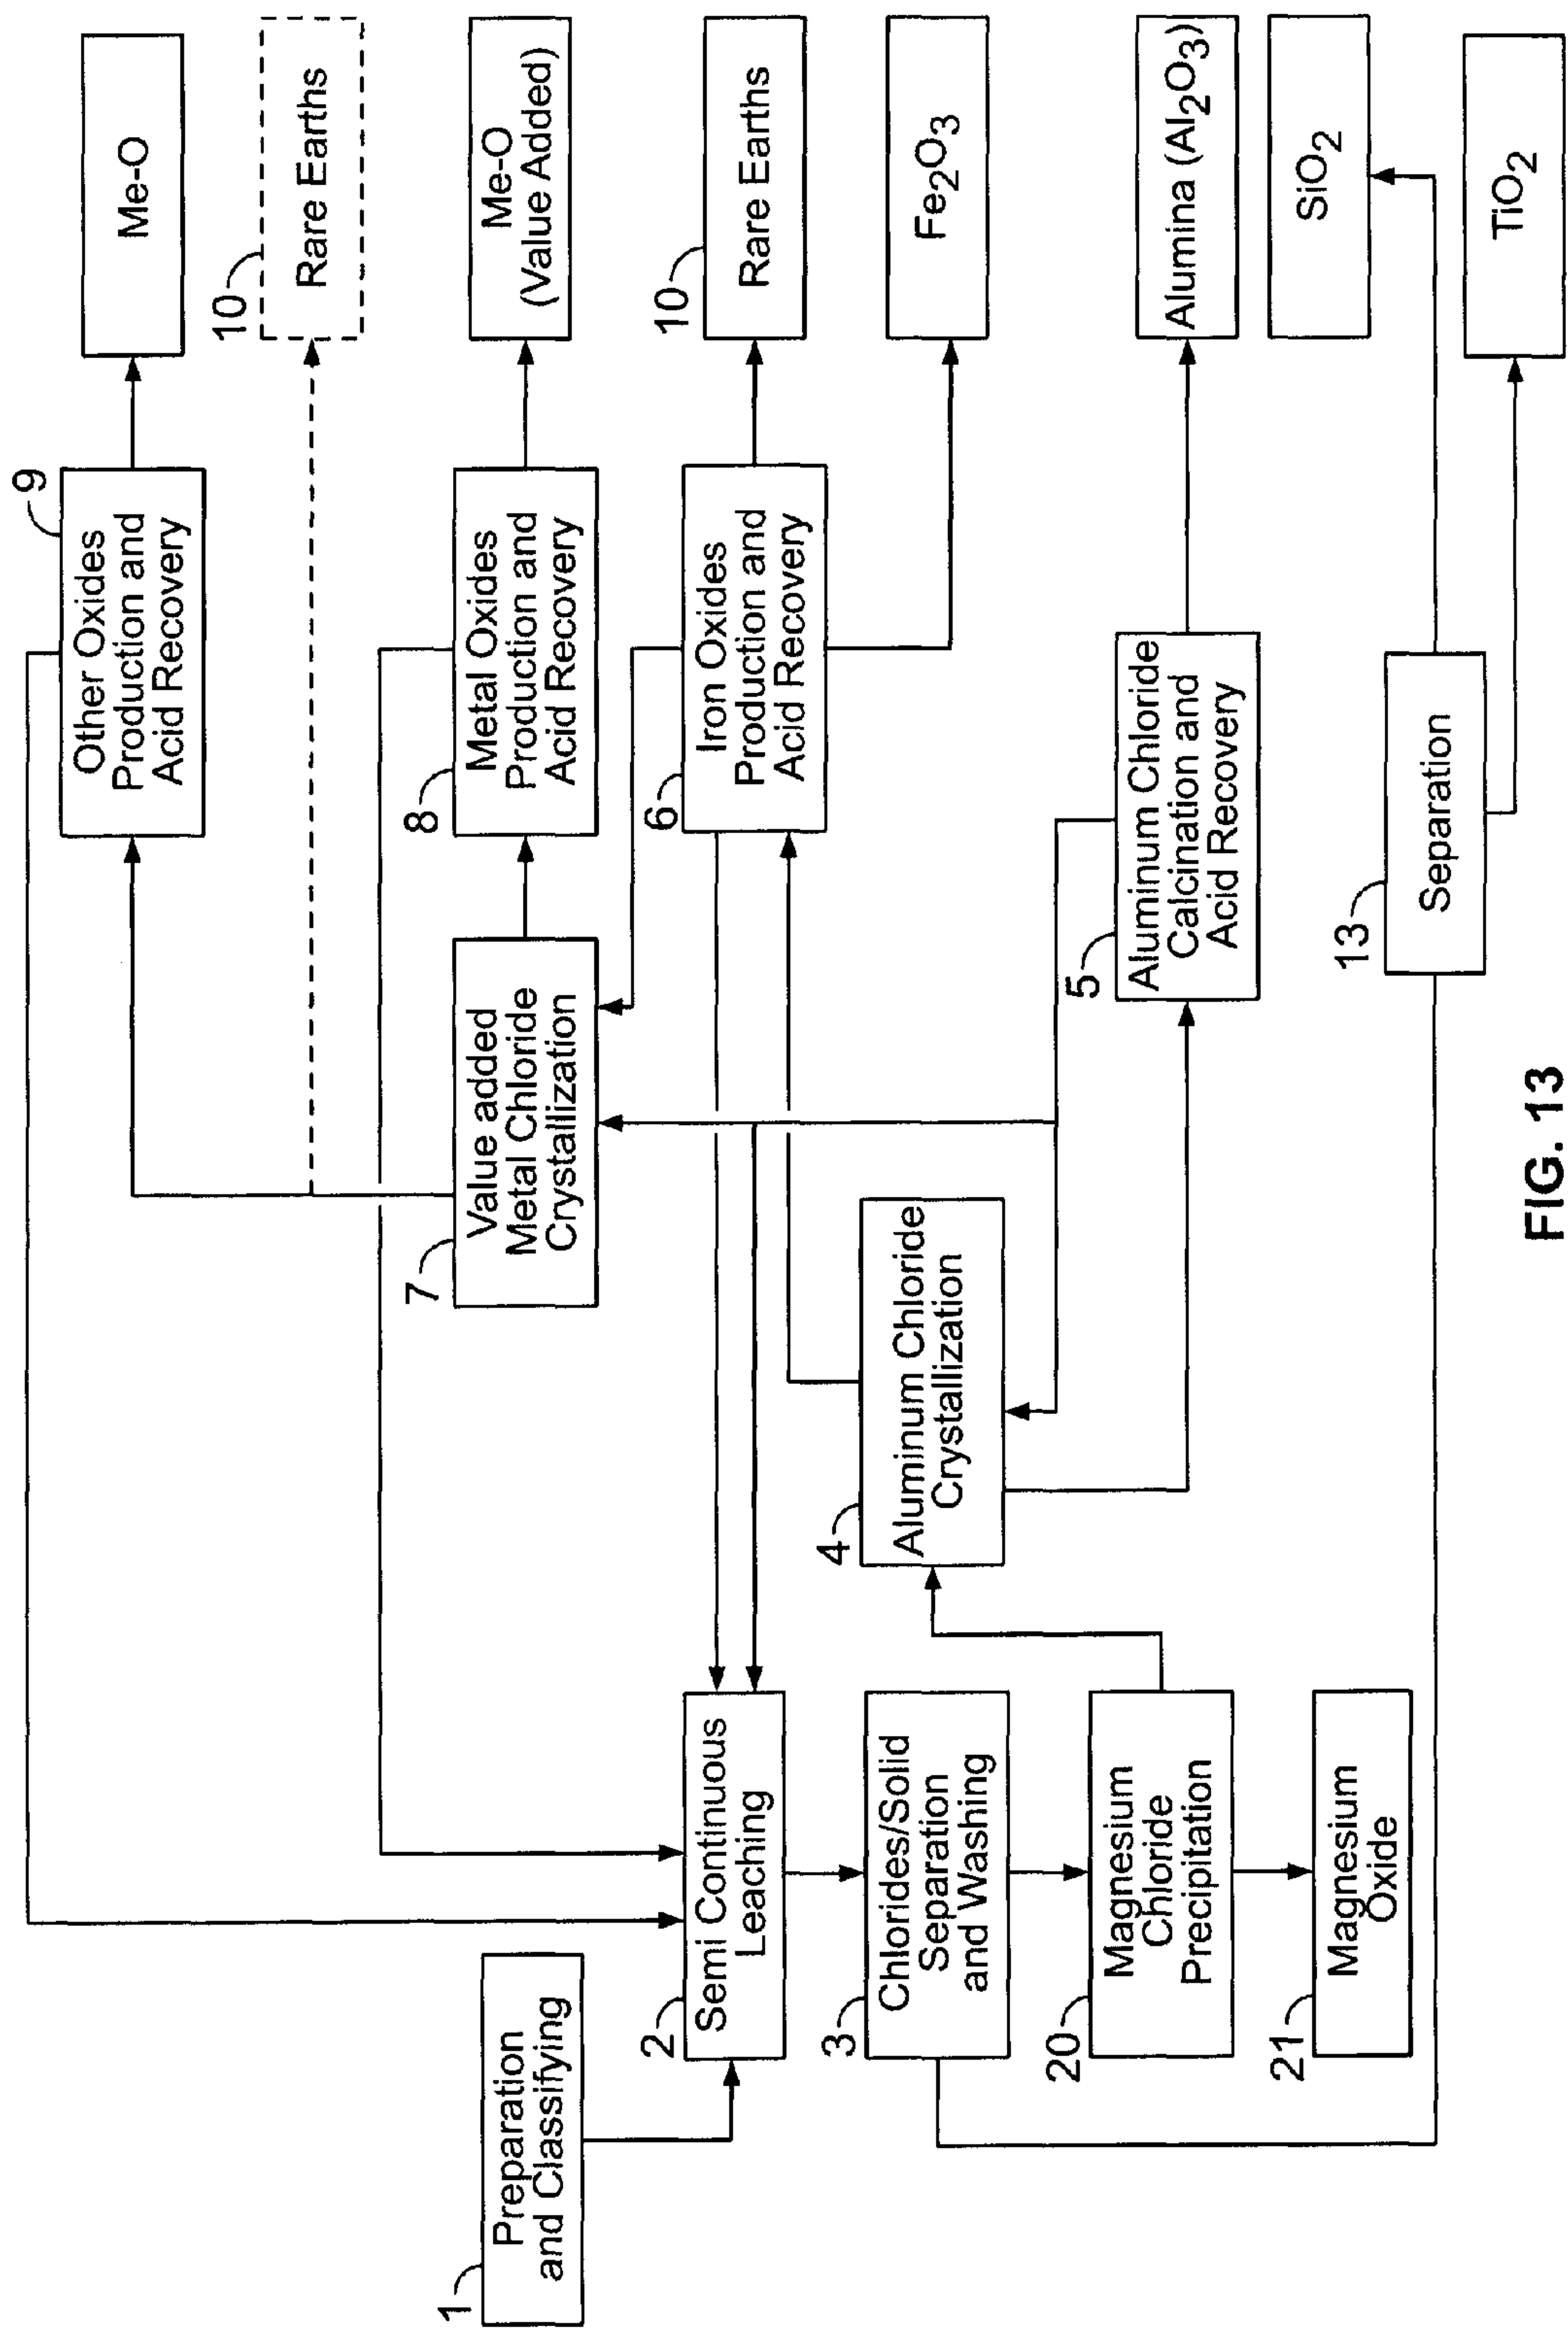 1
Preparation
and Classifying
2
Semi Continuous
Leaching
3
Chlorides/Solid
Separation
and Washing
20
Magnesium
Chloride
Precipitation
21
Magnesium
Oxide
4
Aluminum Chloride
Crystallization
7
Value added
Metal Chloride
Crystallization
9
Other Oxides
Production and
Acid Recovery
8
Metal Oxides
Production and
Acid Recovery
6
Iron Oxides
Production and
Acid Recovery
5
Aluminum Chloride
Calcination and
Acid Recovery
13
Separation
Me-O
10
Rare Earths
Me-O
(Value Added)
10
Rare Earths
Fe2O3
Alumina (Al2O3)
SiO2
TiO2
FIG. 13